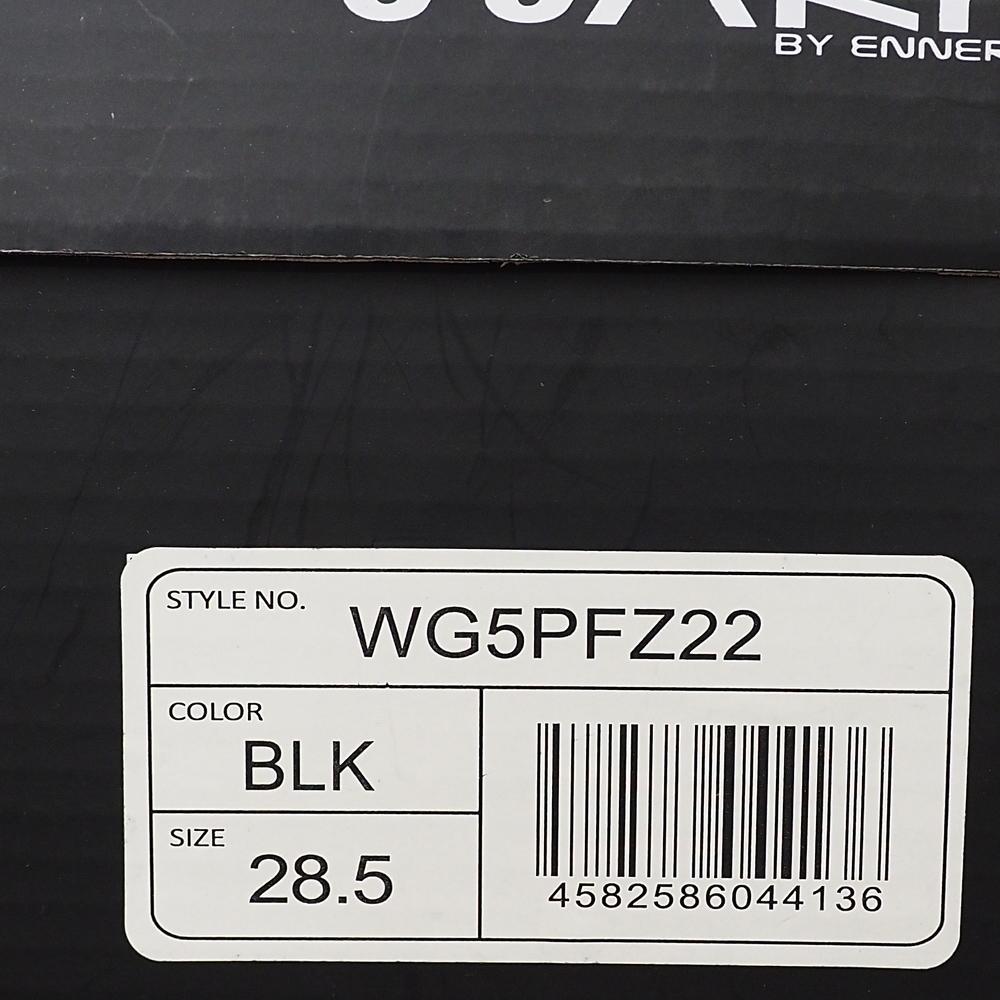 BY ENNER
STYLE NO.
WG5PFZ22
COLOR
BLK
SIZE
28.5
4582586044136